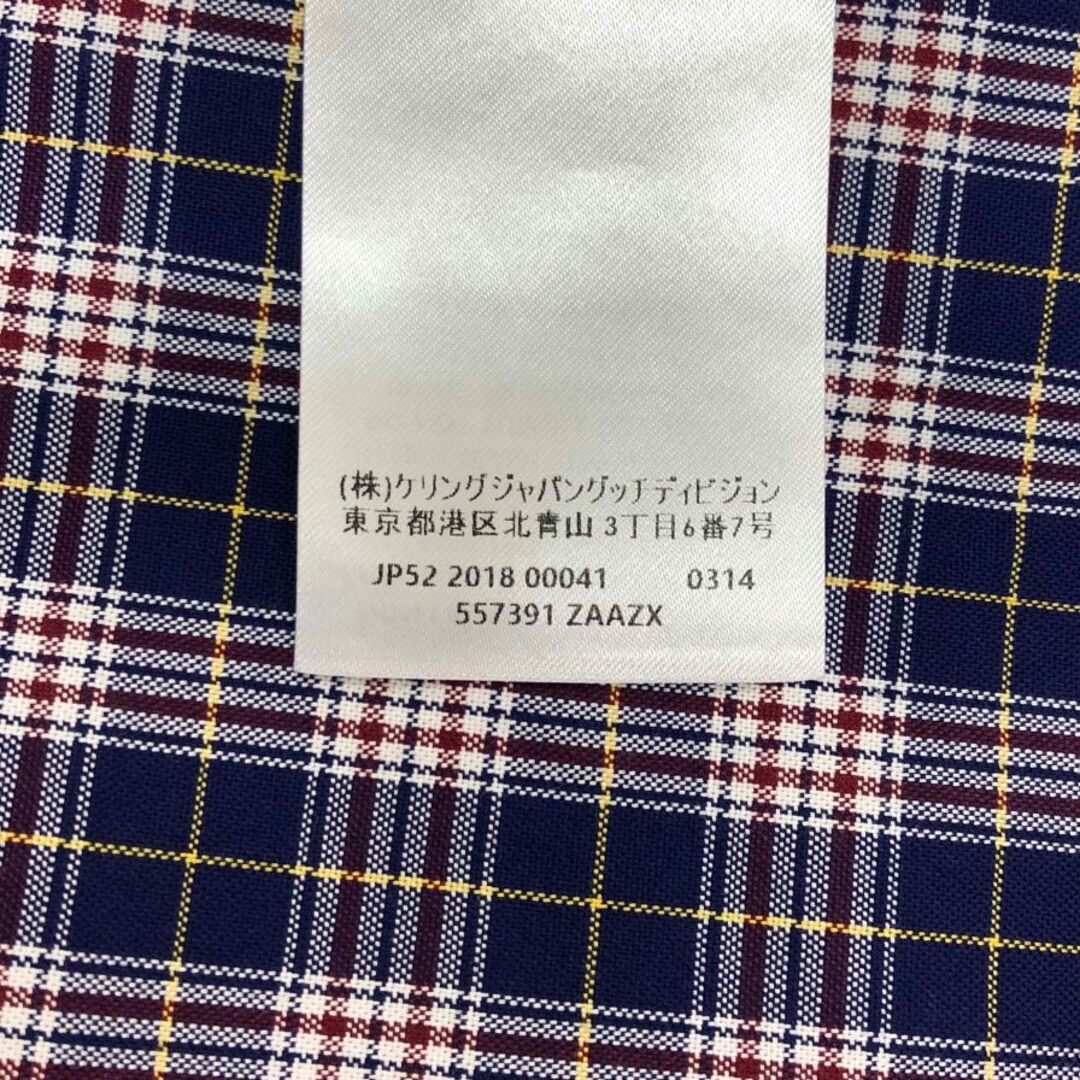 (株)ケリングジャパングッチディビジョン
東京都港区北青山 3丁目6番7号
JP52 2018 00041 0314
557391 ZAAZX